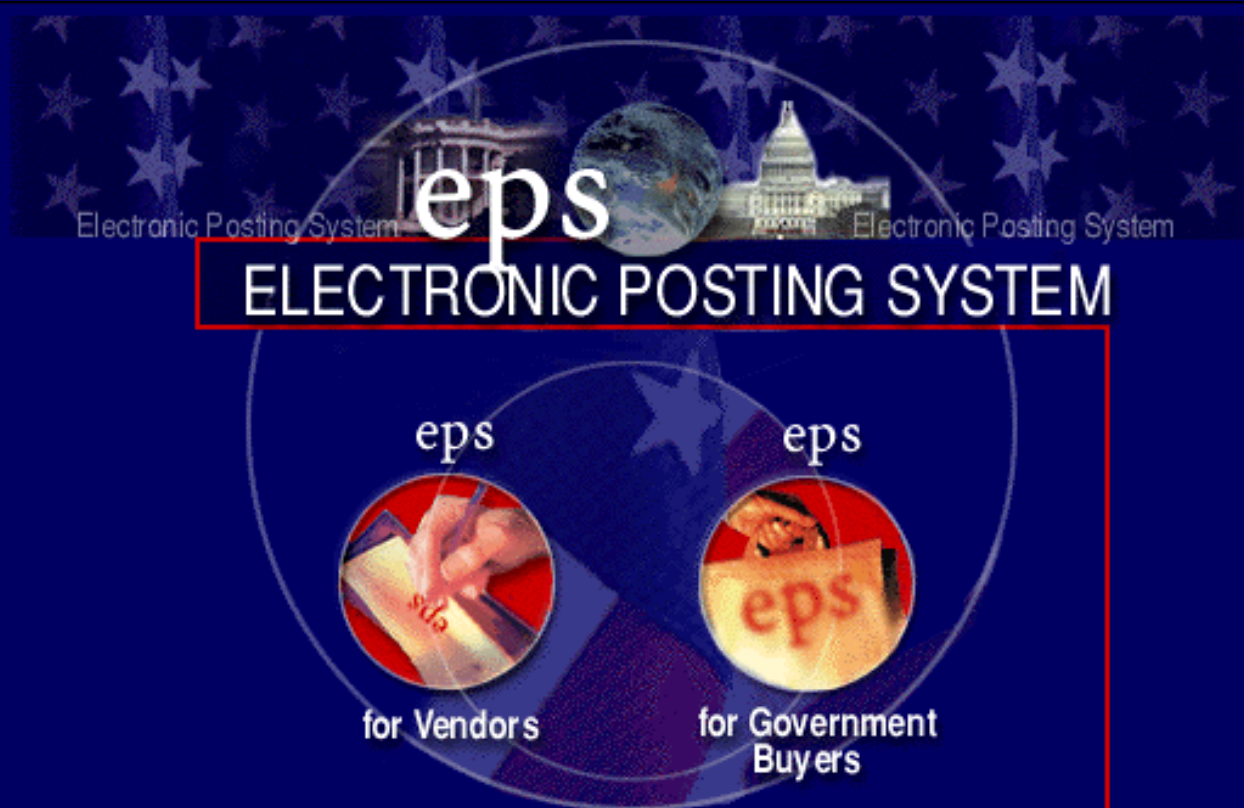 eps
Electronic Posting System
Electronic Posting System
ELECTRONIC POSTING SYSTEM
eps
eps
eps
eps
for Vendors
for Government
Buyers